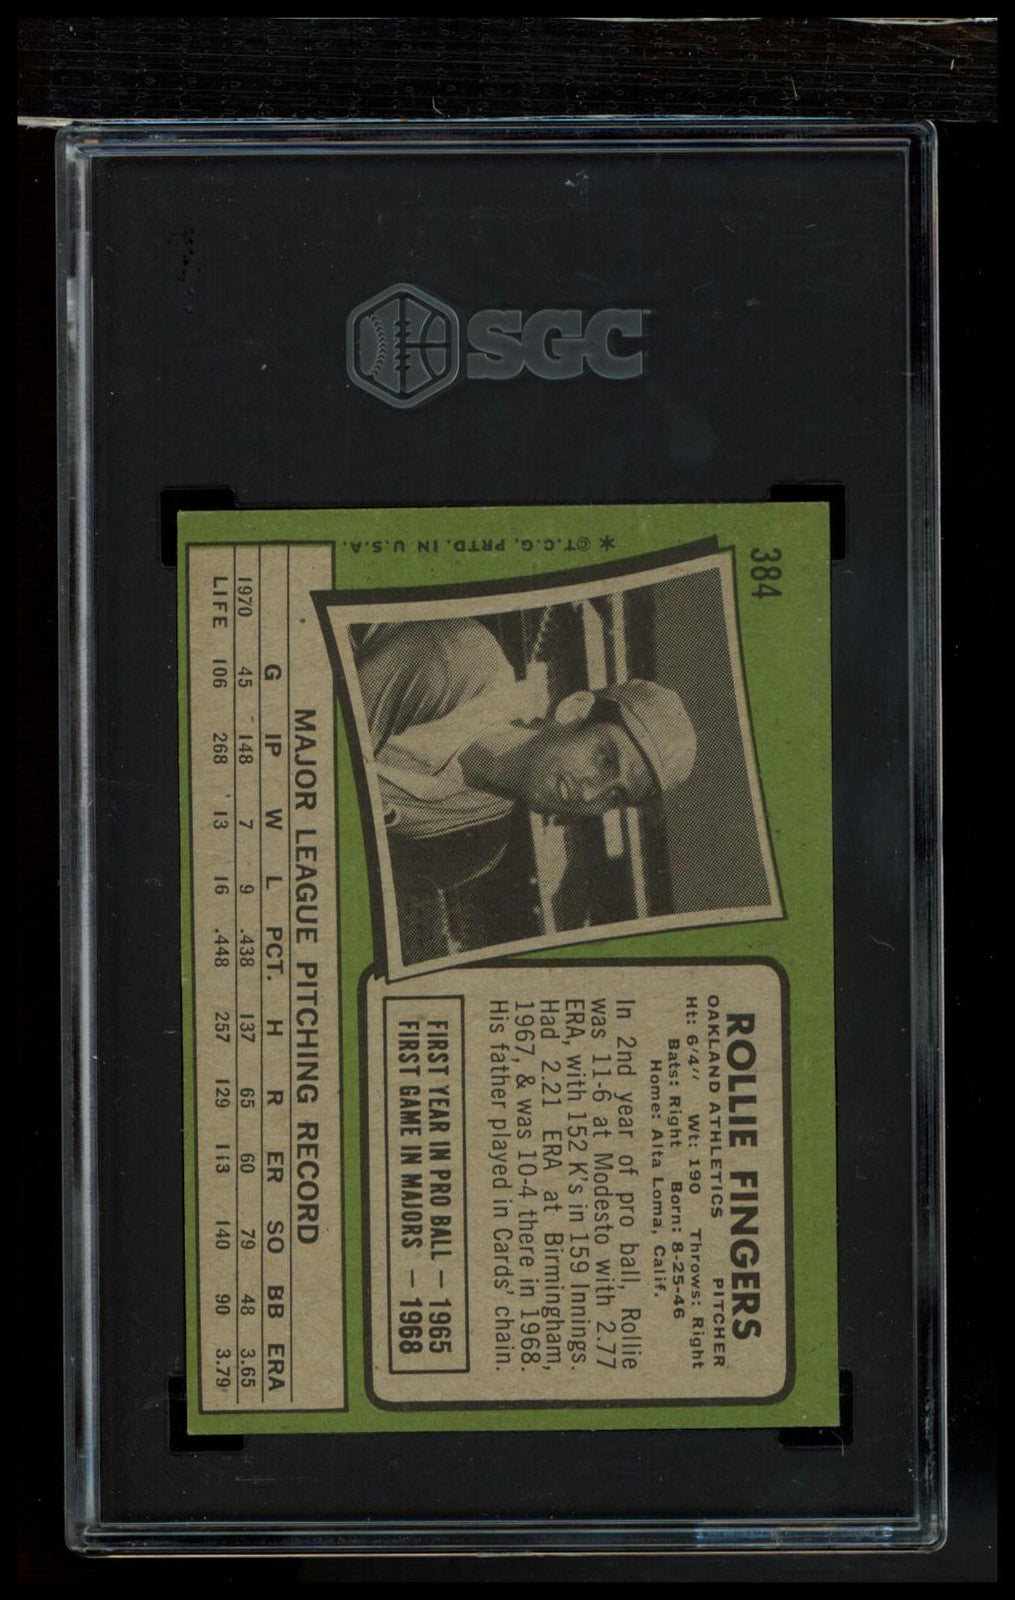 SGC
384
* ©T.C.G. PRTD. IN U.S.A.
ROLLIE FINGERS
OAKLAND ATHLETICS PITCHER
Ht: 6'4" Wt: 190 Throws: Right
Bats: Right Born: 8-25-46
Home: Alta Loma, Calif.
In 2nd year of pro ball, Rollie
was 11-6 at Modesto with 2.77
ERA, with 152 K's in 159 Innings.
Had 2.21 ERA at Birmingham,
1967, & was 10-4 there in 1968.
His father played in Cards' chain.
FIRST YEAR IN PRO BALL — 1965
FIRST GAME IN MAJORS — 1968
MAJOR LEAGUE PITCHING RECORD
G IP W L PCT. H R ER SO BB ERA
1970 45 148 7 9 .438 137 65 60 79 48 3.65
LIFE 106 268 13 16 .448 257 129 113 140 90 3.79